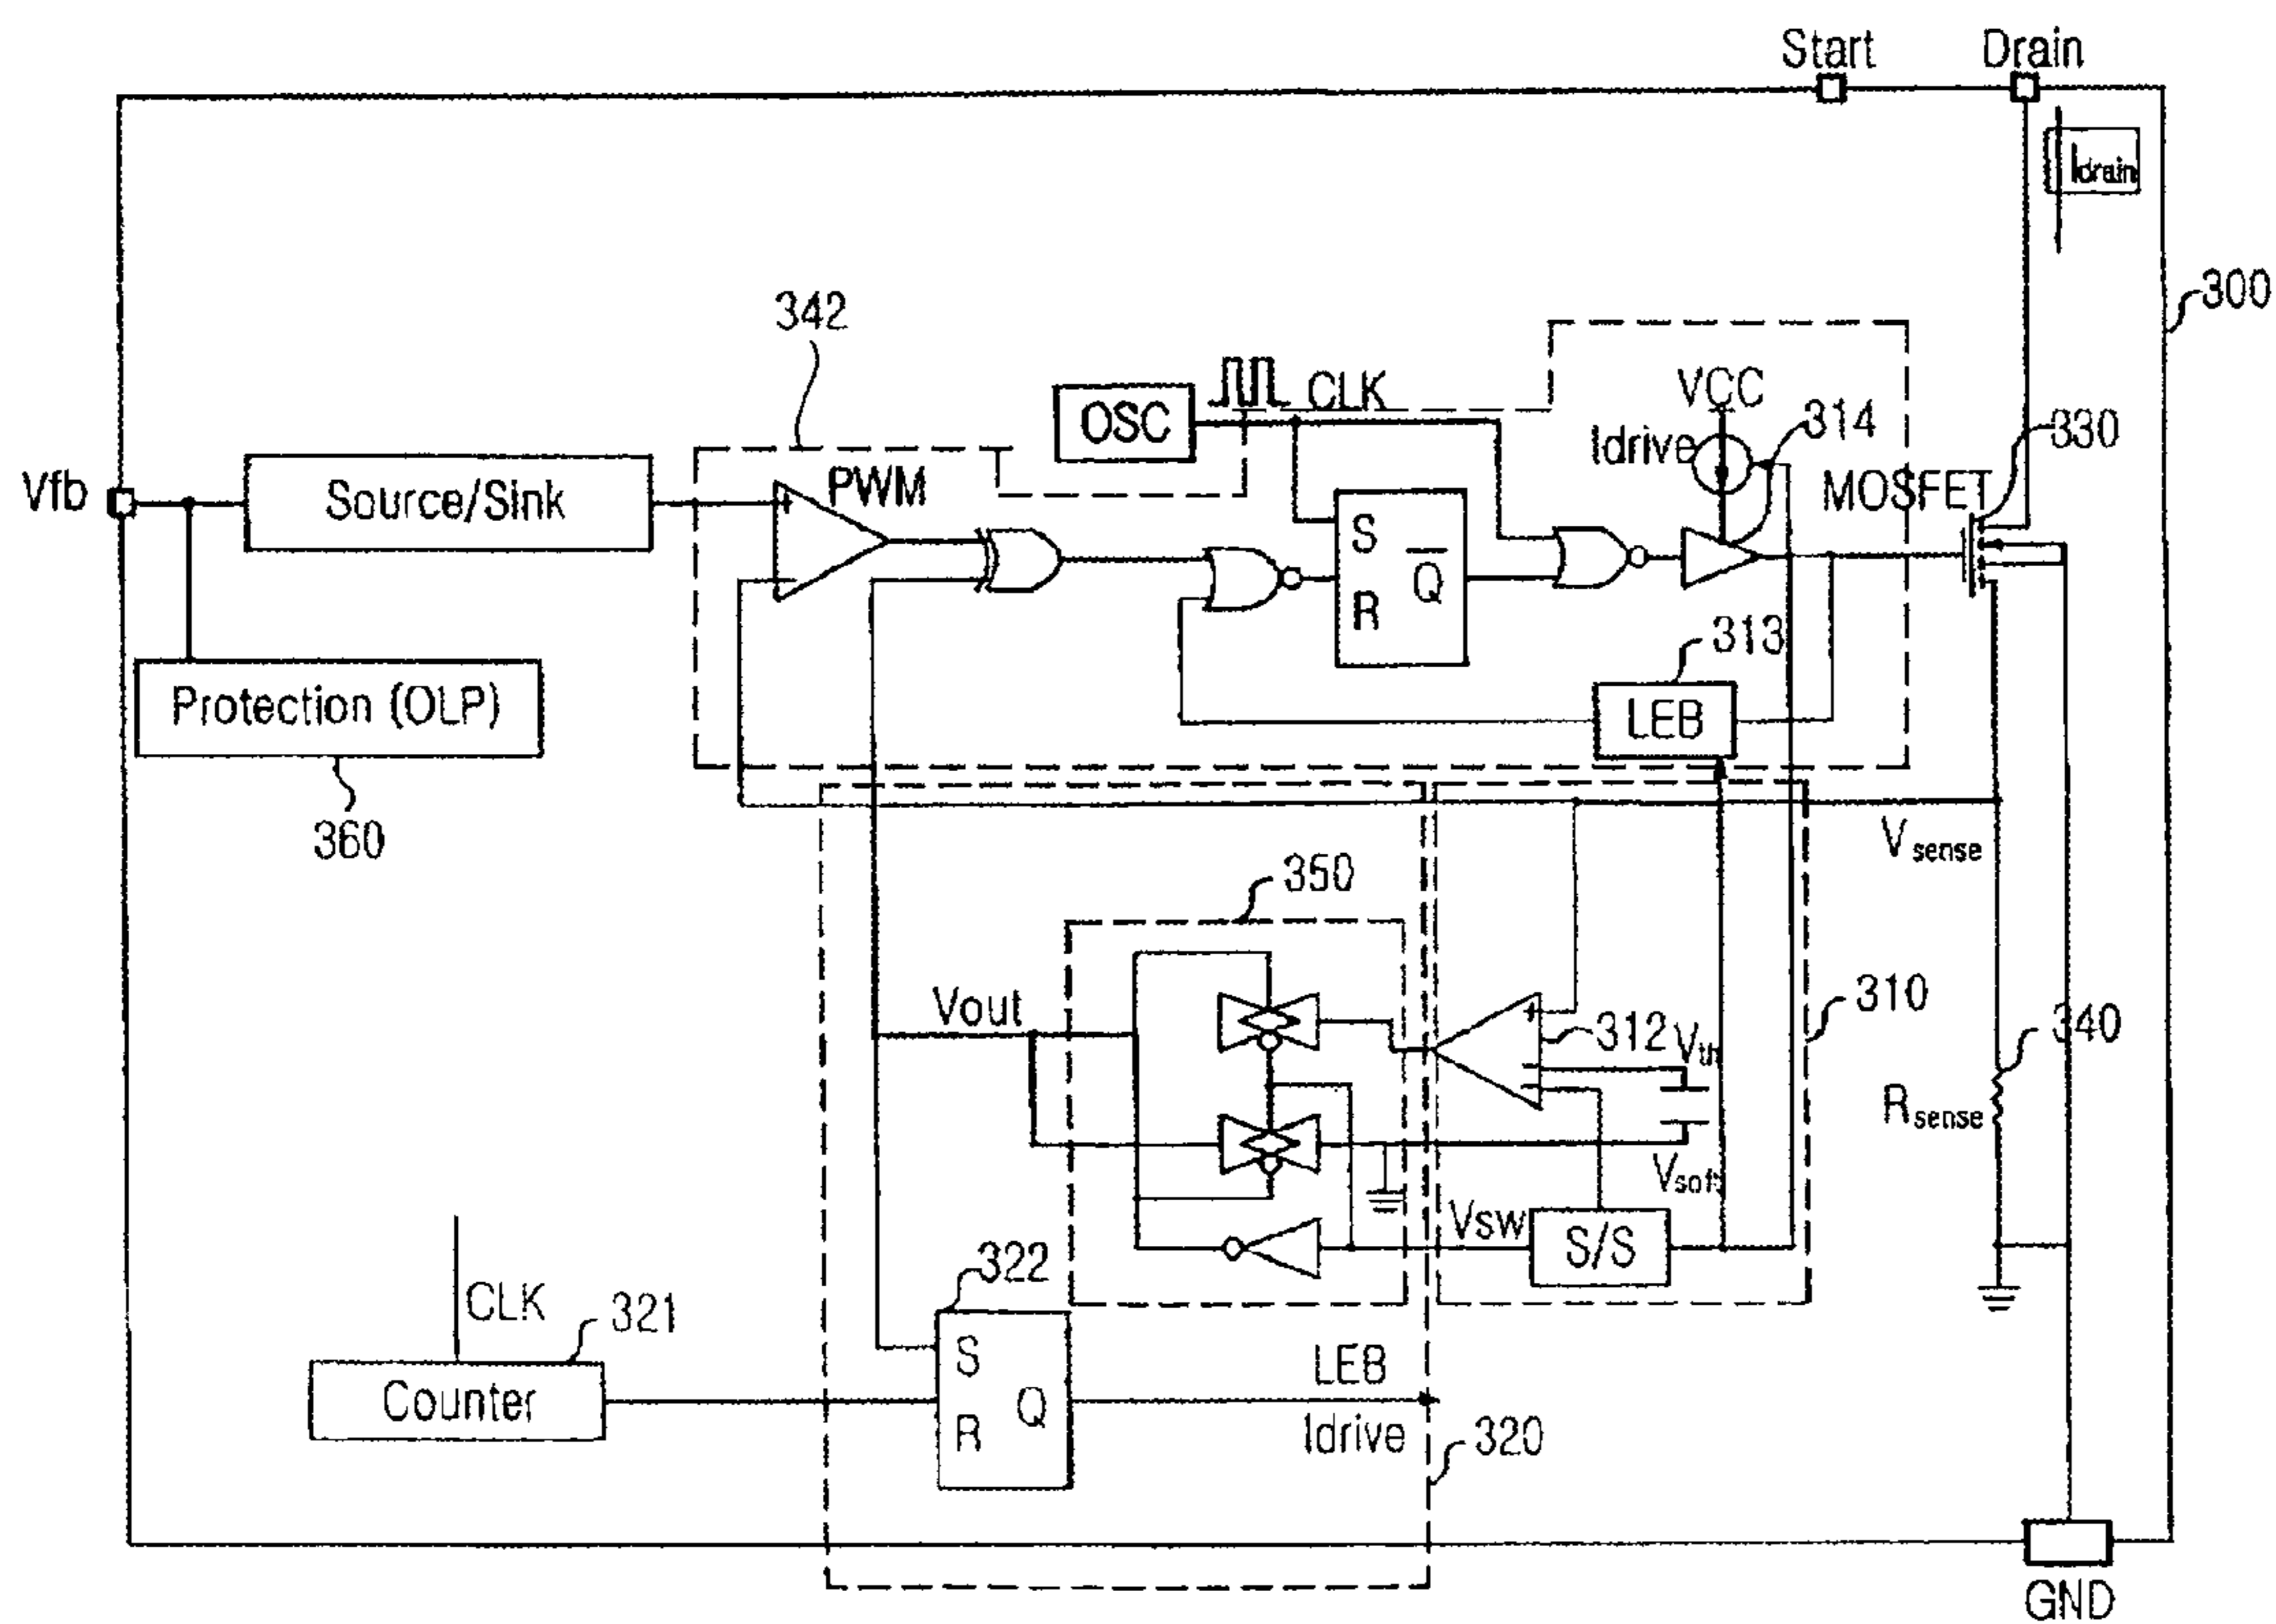 Start
Drain
Idrain
300
342
CLK
OSC
VCC
314
Idrive
330
Vfb
Source/Sink
PWM
MOSFET
+
S
Q
R
313
LEB
Protection (OLP)
360
Vsense
350
310
Vout
+
312
Vth
340
Rsense
Vsoft
Vsw
S/S
322
CLK
321
S
LEB
Counter
Q
R
Idrive
320
GND